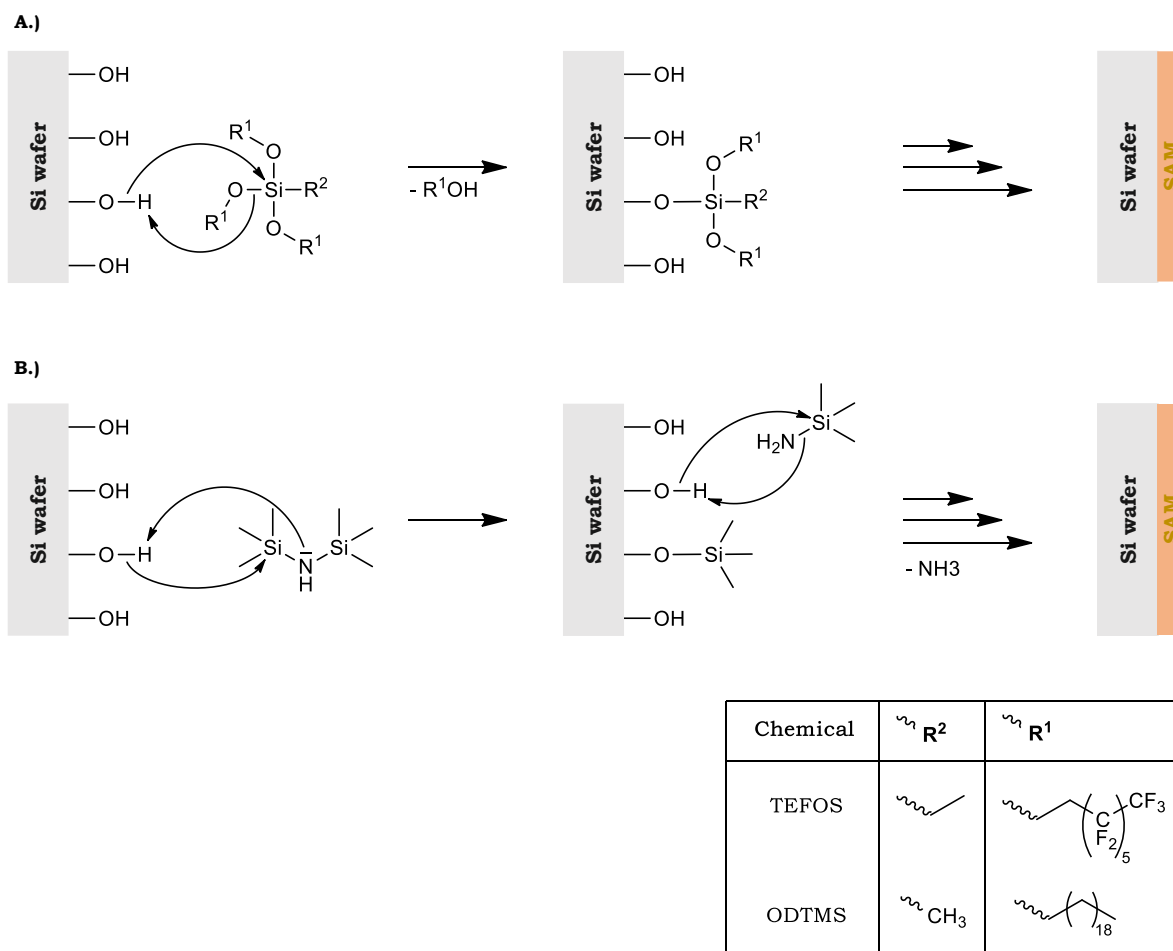 A.)
Si wafer
OH
OH
O H
OH
R1
O
O Si R2
R1
O
R1
- R1OH
Si wafer
OH
OH
O Si R2
OH
R1
O
O
R1
Si wafer
SAM
B.)
Si wafer
OH
OH
O H
OH
Si N Si
H
Si wafer
OH
O H
O Si
OH
H2N Si
- NH3
Si wafer
SAM
Chemical R2 R1
TEFOS C F2 5 CF3
ODTMS CH3 18